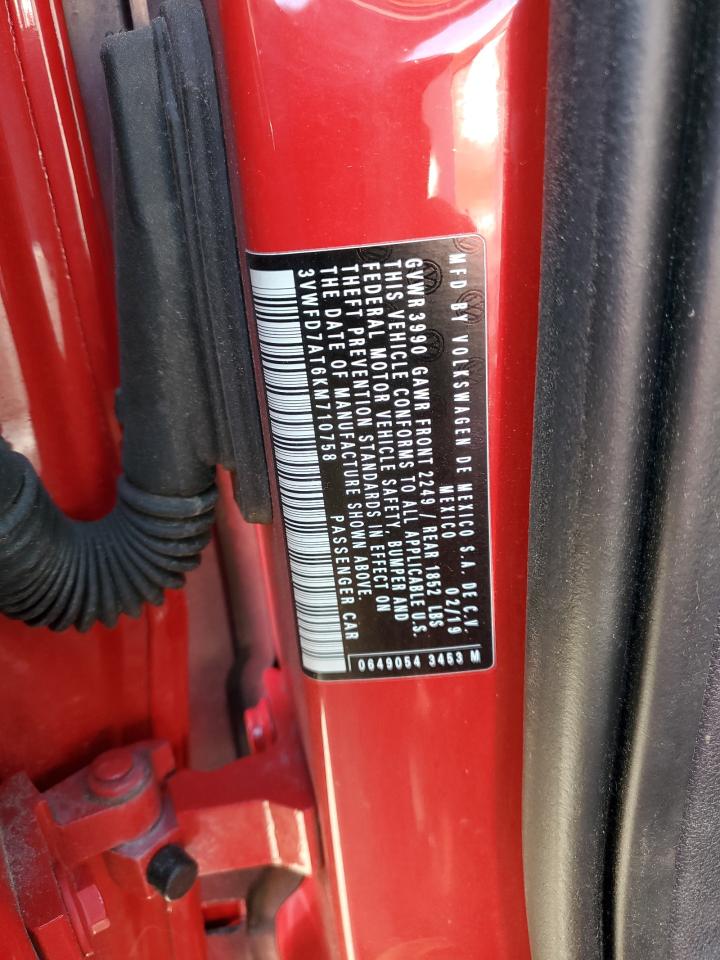 MFD BY VOLKSWAGEN DE MEXICO S.A. DE C.V.
MEXICO 02/19
GVWR 3990 GAWR FRONT 2249/ REAR 1852 LBS
THIS VEHICLE CONFORMS TO ALL APPLICABLE U.S.
FEDERAL MOTOR VEHICLE SAFETY, BUMPER AND
THEFT PREVENTION STANDARDS IN EFFECT ON
THE DATE OF MANUFACTURE SHOWN ABOVE.
3VWFD7AT6KM710758 PASSENGER CAR
0649054 3453 M